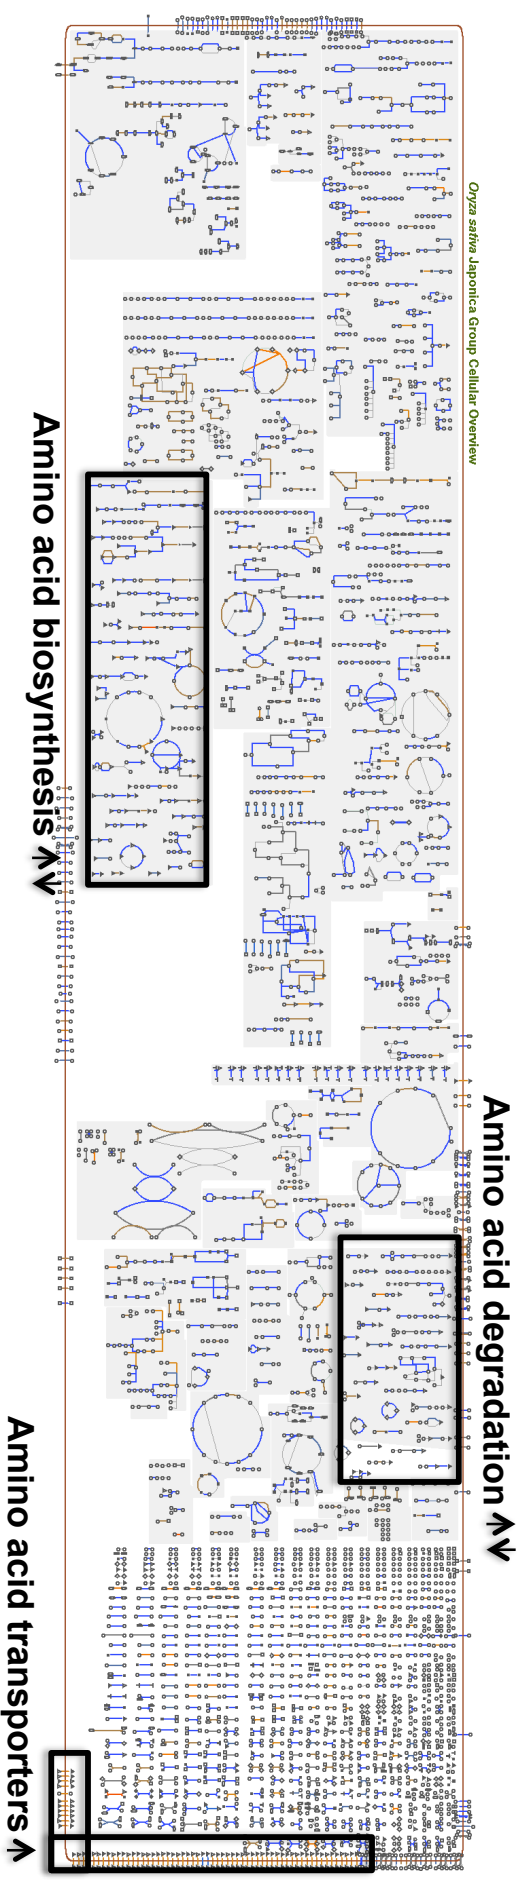 Oryza sativa Japonica Group Cellular Overview
Amino acid biosynthesis ↑↓
Amino acid degradation ↑↓
Amino acid transporters ↑